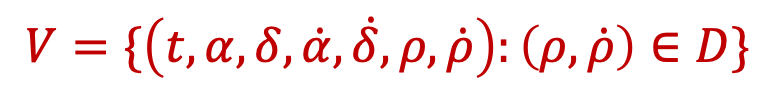 V = {(t, α, δ, α̇, δ̇, ρ, ρ̇): (ρ, ρ̇) ∈ D}